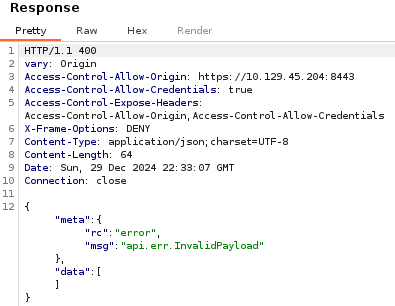 Response
Pretty Raw Hex Render
1 HTTP/1.1 400
2 vary: Origin
3 Access-Control-Allow-Origin: https://10.129.45.204:8443
4 Access-Control-Allow-Credentials: true
5 Access-Control-Expose-Headers:
Access-Control-Allow-Origin,Access-Control-Allow-Credentials
6 X-Frame-Options: DENY
7 Content-Type: application/json;charset=UTF-8
8 Content-Length: 64
9 Date: Sun, 29 Dec 2024 22:33:07 GMT
10 Connection: close
11
12 {
"meta":{
"rc":"error",
"msg":"api.err.InvalidPayload"
},
"data":[
]
}